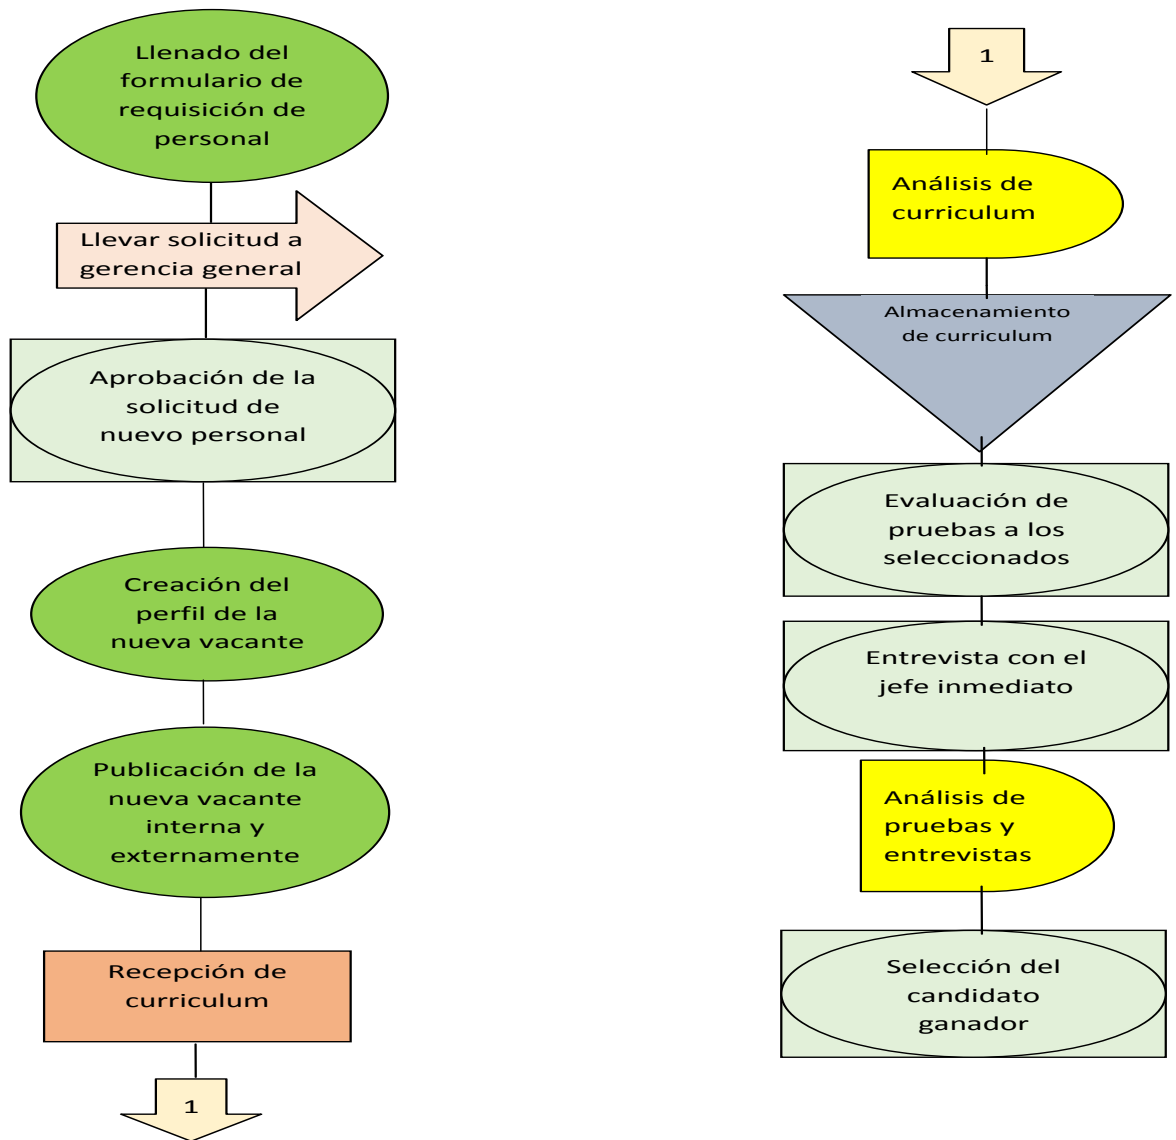 Llenado del
formulario de
requisición de
personal
Llevar solicitud a
gerencia general
Aprobación de la
solicitud de
nuevo personal
Creación del
perfil de la
nueva vacante
Publicación de la
nueva vacante
interna y
externamente
Recepción de
curriculum
1
1
Análisis de
curriculum
Almacenamiento
de curriculum
Evaluación de
pruebas a los
seleccionados
Entrevista con el
jefe inmediato
Análisis de
pruebas y
entrevistas
Selección del
candidato
ganador